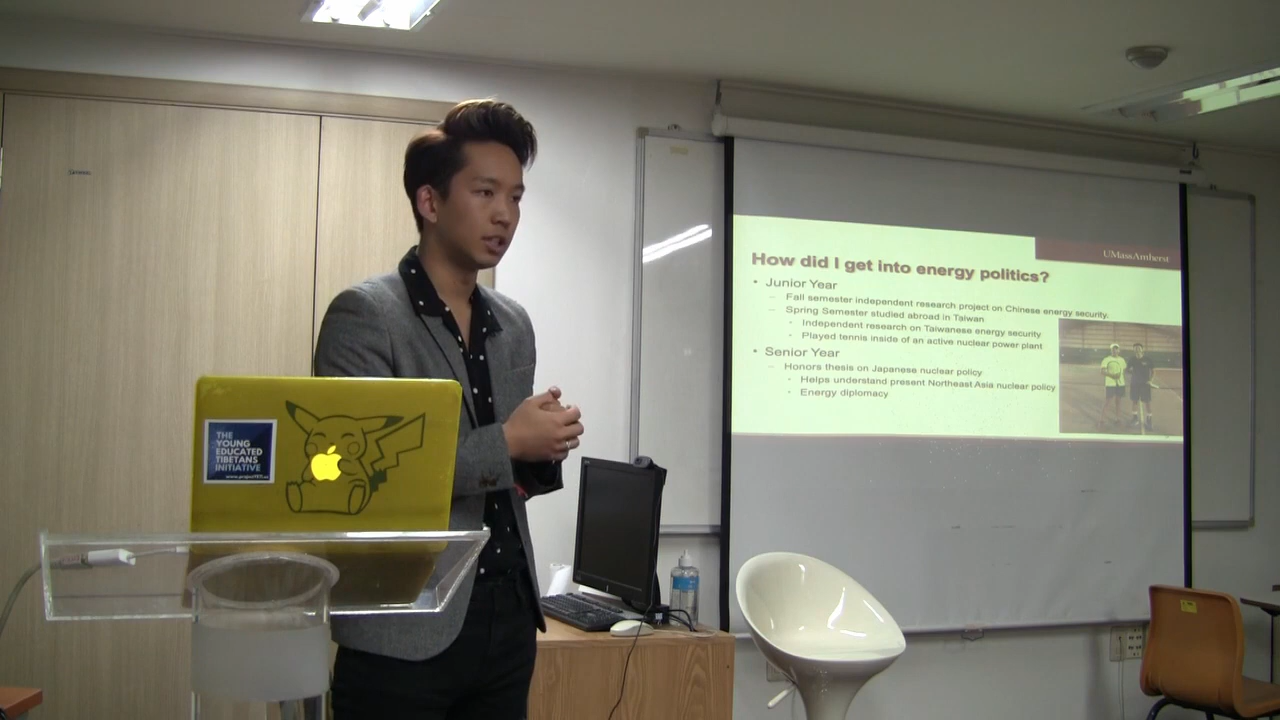 THE
YOUNG
EDUCATED
TIBETANS
INITIATIVE
UMassAmherst
How did I get into energy politics?
• Junior Year
– Fall semester independent research project on Chinese energy security.
– Spring Semester studied abroad in Taiwan
• Independent research on Taiwanese energy security
• Played tennis inside of an active nuclear power plant
• Senior Year
– Honors thesis on Japanese nuclear policy
• Helps understand present Northeast Asia nuclear policy
• Energy diplomacy